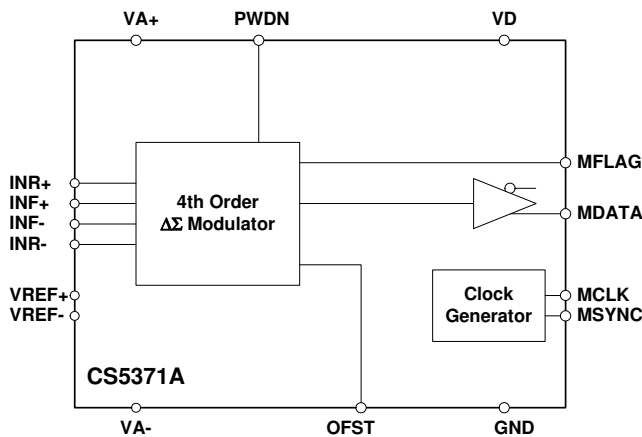 VA+
PWDN
VD
MFLAG
INR+
INF+
INF-
INR-
4th Order
ΔΣ Modulator
MDATA
VREF+
VREF-
Clock
Generator
MCLK
MSYNC
CS5371A
VA-
OFST
GND